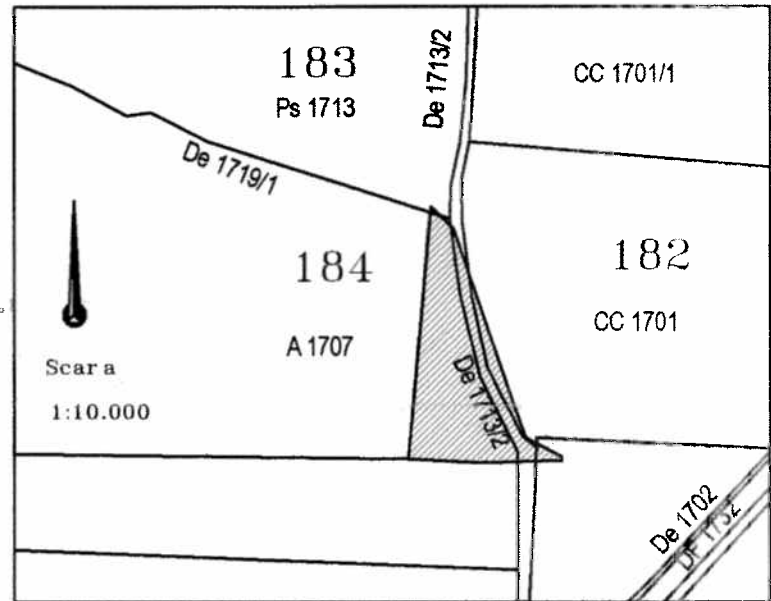 183
Ps 1713
De 1713/2
CC 1701/1
De 1719/1
184
A 1707
182
CC 1701
Scara
1:10.000
De 1713/2
De 1702
DF 1732